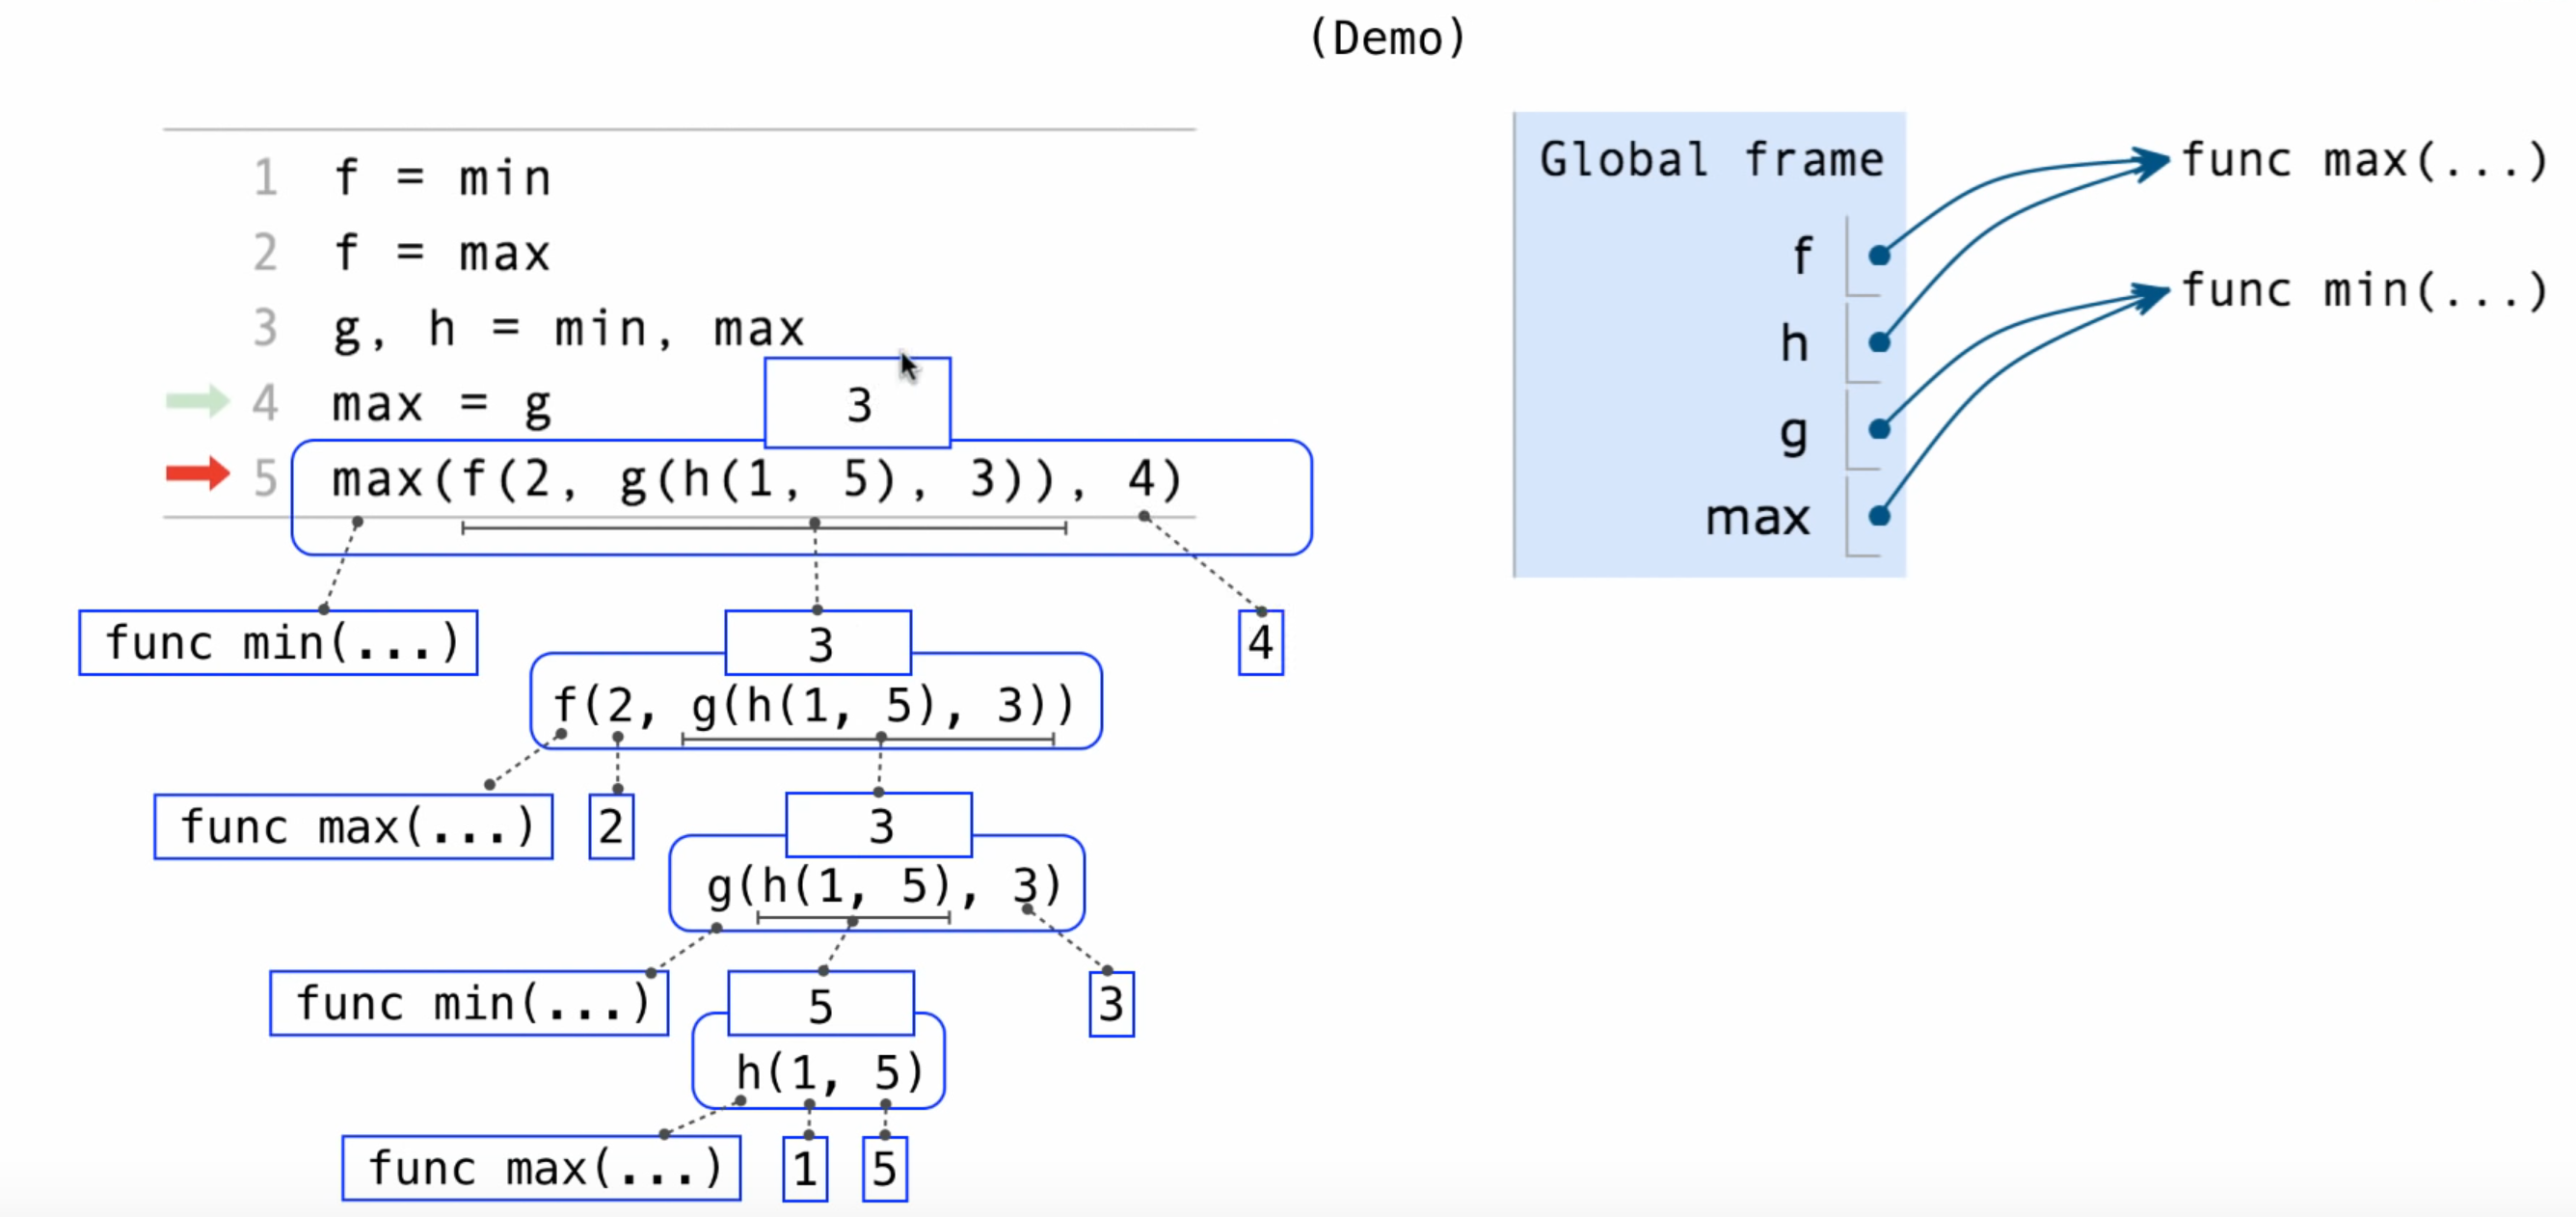 (Demo)
1 f = min
2 f = max
3 g, h = min, max
4 max = g
3
5 max(f(2, g(h(1, 5), 3)), 4)
func min(...)
3
4
f(2, g(h(1, 5), 3))
func max(...)
2
3
g(h(1, 5), 3)
func min(...)
5
3
h(1, 5)
func max(...)
1
5
Global frame
f
h
g
max
func max(...)
func min(...)